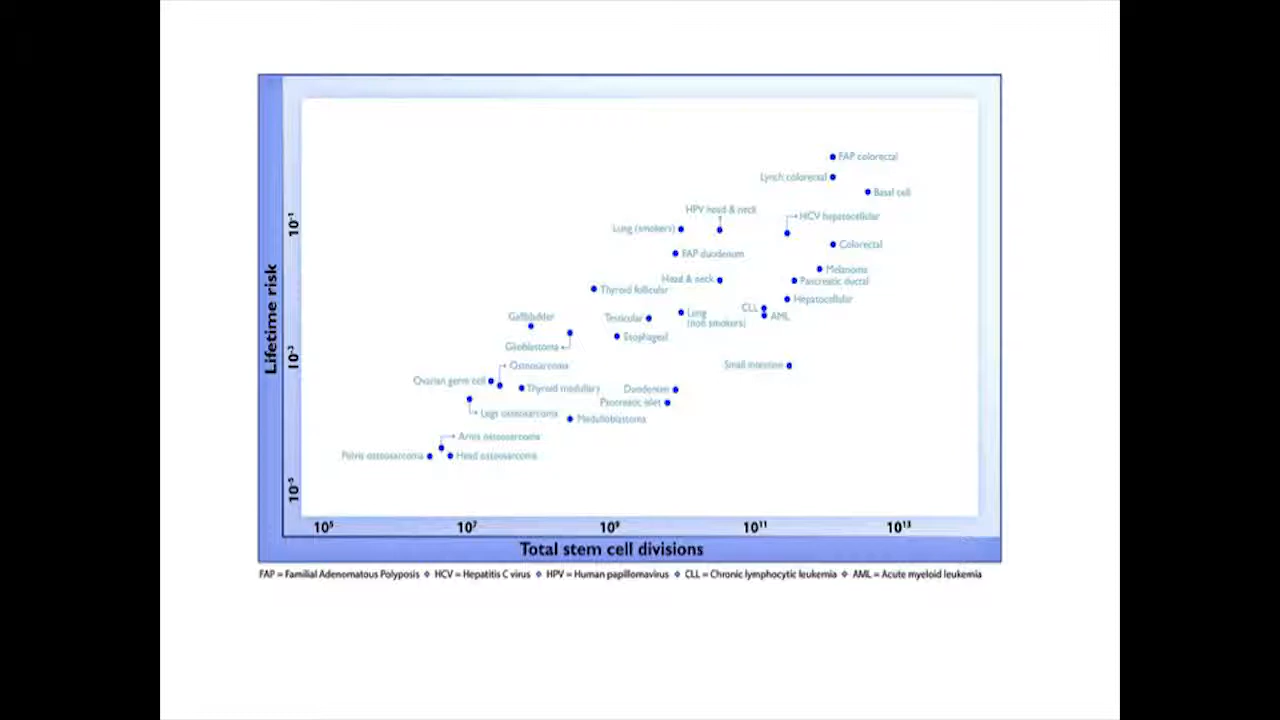 FAP colorectal
Lynch colorectal
Basal cell
HPV head & neck
HCV hepatocellular
Lung (smokers)
Colorectal
FAP duodenum
Melanoma
Head & neck
Pancreatic ductal
Thyroid follicular
Hepatocellular
CLL
Lung
(non smokers)
AML
Gallbladder
Testicular
Esophageal
Glioblastoma
Small intestine
Osteosarcoma
Ovarian germ cell
Thyroid medullary
Duodenum
Pancreatic islet
Legs osteosarcoma
Medulloblastoma
Arms osteosarcoma
Pelvis osteosarcoma
Head osteosarcoma
Lifetime risk
10⁻¹
10⁻³
10⁻⁵
10⁵ 10⁷ 10⁹ 10¹¹ 10¹³
Total stem cell divisions
FAP = Familial Adenomatous Polyposis ❖ HCV = Hepatitis C virus ❖ HPV = Human papillomavirus ❖ CLL = Chronic lymphocytic leukemia ❖ AML = Acute myeloid leukemia